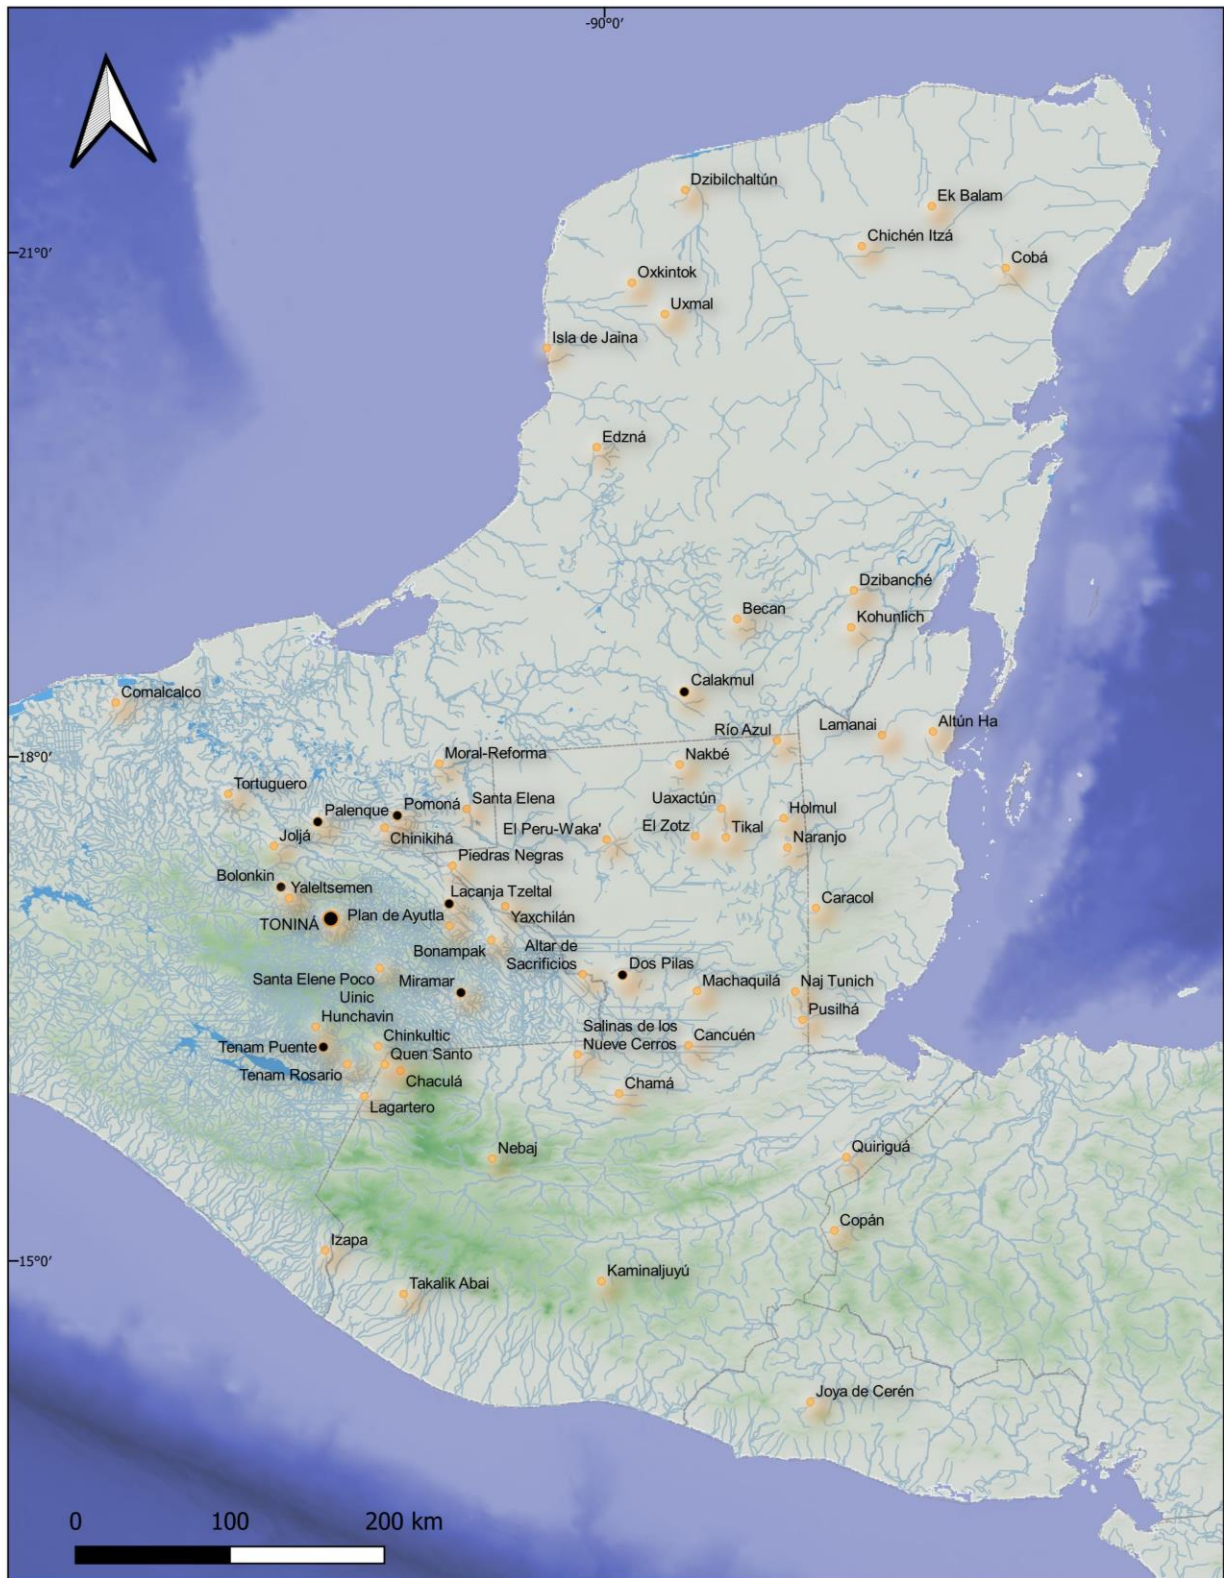 -90°0'
Dzibilchaltún
Ek Balam
Chichén Itzá
21°0'
Cobá
Oxkintok
Uxmal
Isla de Jaina
Edzná
Dzibanché
Becan
Kohunlich
Calakmul
Comalcalco
Río Azul
Lamanai
Altún Ha
18°0'
Moral-Reforma
Nakbé
Tortuguero
Santa Elena
Uaxactún
Holmul
Palenque
Pomoná
El Peru-Waka'
El Zotz
Tikal
Joljá
Chinikihá
Naranjo
Piedras Negras
Bolonkin
Yaleltsemen
Lacanja Tzeltal
Caracol
TONINÁ
Plan de Ayutla
Yaxchilán
Bonampak
Altar de
Sacrificios
Santa Elene Poco
Uinic
Miramar
Dos Pilas
Machaquilá
Naj Tunich
Hunchavin
Pusilhá
Tenam Puente
Chinkultic
Salinas de los
Nueve Cerros
Cancuén
Quen Santo
Tenam Rosario
Chaculá
Chamá
Lagartero
Nebaj
Quiriguá
Copán
Izapa
15°0'
Takalik Abai
Kaminaljuyú
Joya de Cerén
0 100 200 km